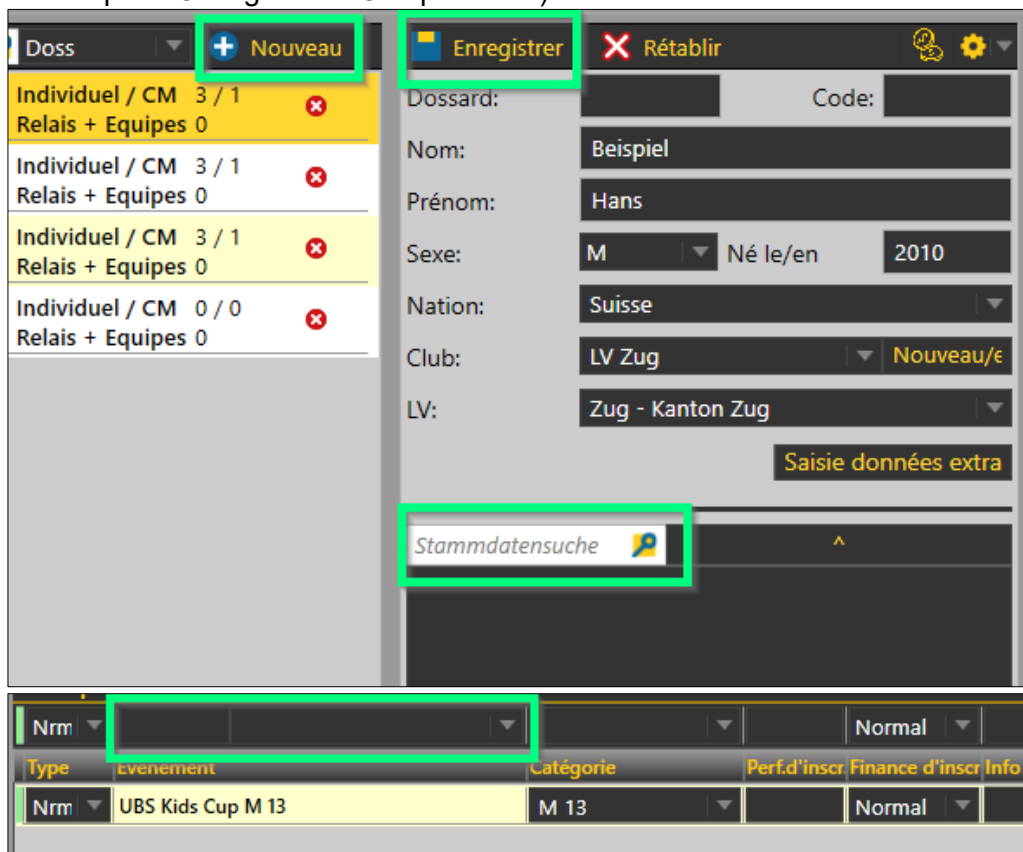 Doss Nouveau
Individuel / CM 3 / 1
Relais + Equipes 0
Individuel / CM 3 / 1
Relais + Equipes 0
Individuel / CM 3 / 1
Relais + Equipes 0
Individuel / CM 0 / 0
Relais + Equipes 0
Enregistrer Rétablir
Dossard: Code:
Nom: Beispiel
Prénom: Hans
Sexe: M Né le/en 2010
Nation: Suisse
Club: LV Zug Nouveau/e
LV: Zug - Kanton Zug
Saisie données extra
Stammdatensuche ^
Nrm Normal
Type Evénement Catégorie Perf.d'inscr Finance d'inscr Info
Nrm UBS Kids Cup M 13 M 13 Normal